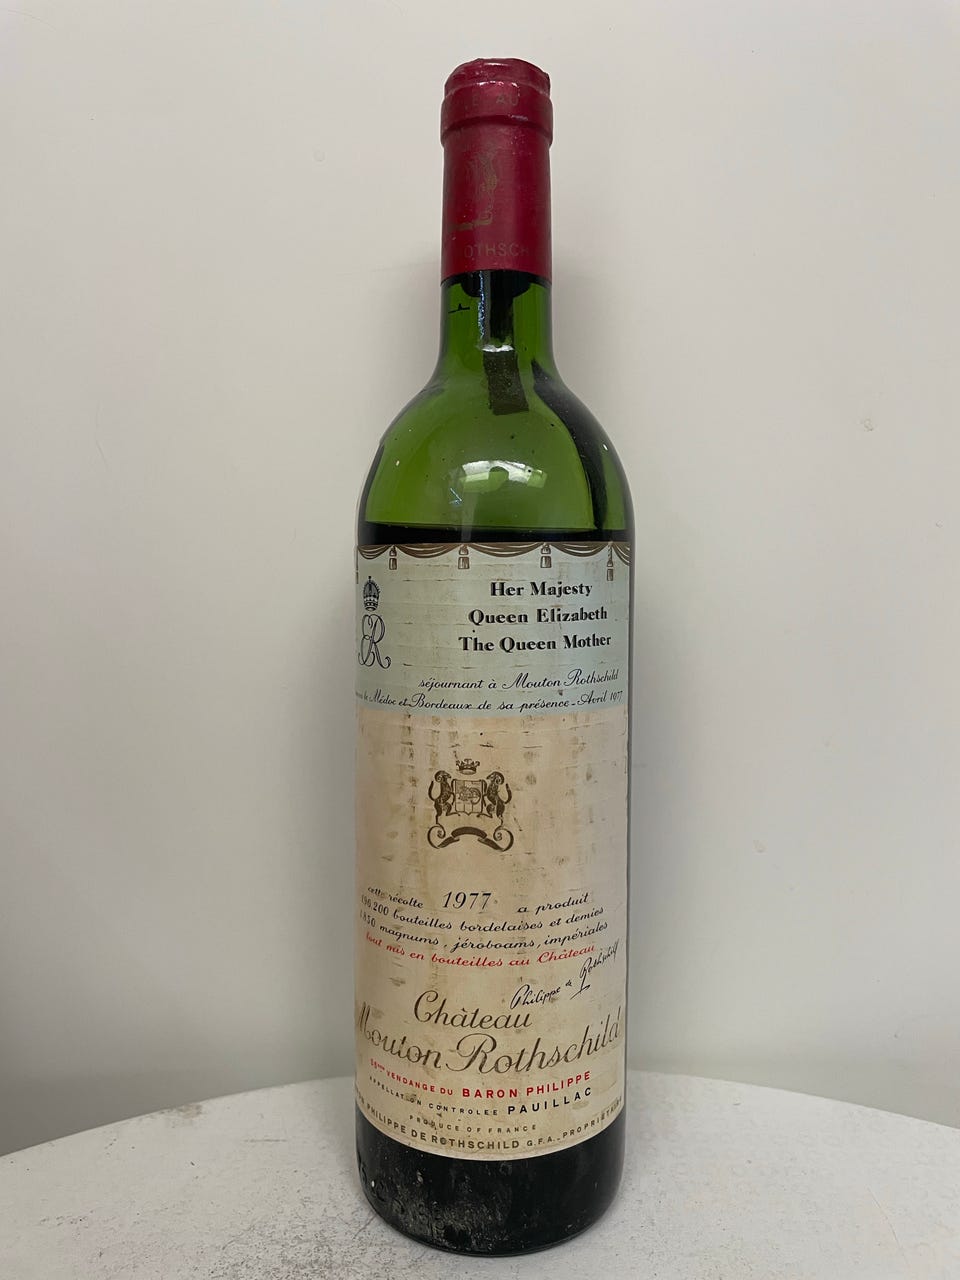 Her Majesty
Queen Elizabeth
The Queen Mother
ER
séjournant à Mouton Rothschild
le Médoc et Bordeaux de sa présence - Avril 1977
cette récolte 1977 a produit
bouteilles bordelaises et demies
magnums, jéroboams, impériales
tout mis en bouteilles au Château
Philippe de Rothschild
Château
Mouton Rothschild
VENDANGE DU BARON PHILIPPE
APPELLATION CONTROLEE PAUILLAC
PRODUCE OF FRANCE
PHILIPPE DE ROTHSCHILD G.F.A. PROPRIETAIRE